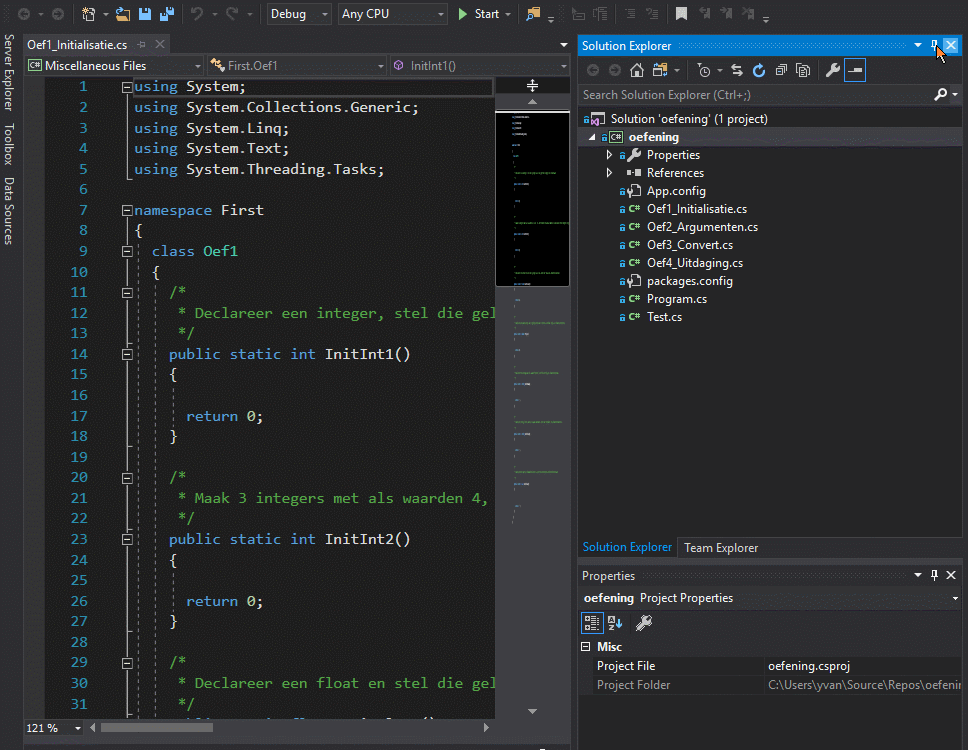 Debug
Any CPU
Start
Server Explorer
Toolbox
Data Sources
Oef1_Initialisatie.cs
C# Miscellaneous Files
First.Oef1
InitInt1()
1 using System;
2 using System.Collections.Generic;
3 using System.Linq;
4 using System.Text;
5 using System.Threading.Tasks;
6
7 namespace First
8 {
9 class Oef1
10 {
11 /*
12 * Declareer een integer, stel die gel
13 */
14 public static int InitInt1()
15 {
16
17 return 0;
18 }
19
20 /*
21 * Maak 3 integers met als waarden 4,
22 */
23 public static int InitInt2()
24 {
25
26 return 0;
27 }
28
29 /*
30 * Declareer een float en stel die gel
31 */
121 %
Solution Explorer
Search Solution Explorer (Ctrl+;)
Solution 'oefening' (1 project)
C# oefening
Properties
References
App.config
C# Oef1_Initialisatie.cs
C# Oef2_Argumenten.cs
C# Oef3_Convert.cs
C# Oef4_Uitdaging.cs
packages.config
C# Program.cs
C# Test.cs
Solution Explorer Team Explorer
Properties
oefening Project Properties
Misc
Project File oefening.csproj
Project Folder C:\Users\yvan\Source\Repos\oefenin